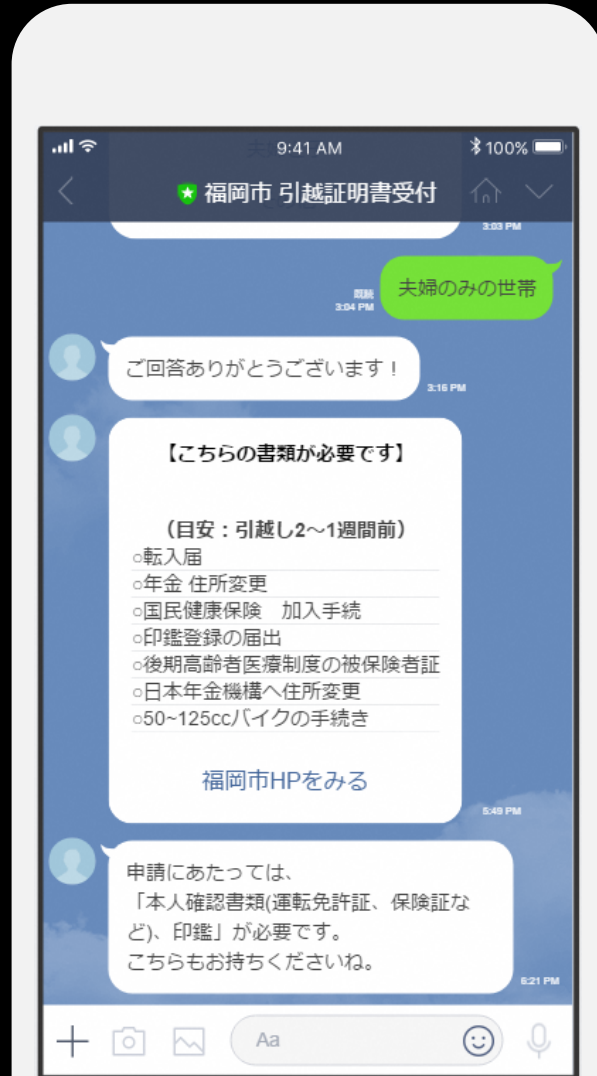 9:41 AM
100%
福岡市 引越証明書受付
3:03 PM
夫婦のみの世帯
既読
3:04 PM
ご回答ありがとうございます！
3:16 PM
【こちらの書類が必要です】
（目安：引越し2〜1週間前）
○転入届
○年金 住所変更
○国民健康保険　加入手続
○印鑑登録の届出
○後期高齢者医療制度の被保険者証
○日本年金機構へ住所変更
○50~125ccバイクの手続き
福岡市HPをみる
5:49 PM
申請にあたっては、
「本人確認書類(運転免許証、保険証な
ど)、印鑑」が必要です。
こちらもお持ちくださいね。
6:21 PM
Aa